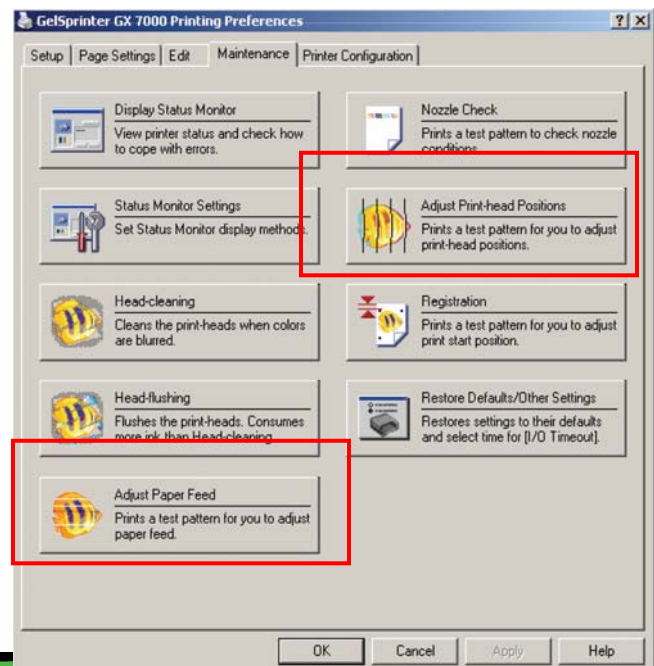 GelSprinter GX 7000 Printing Preferences
Setup
Page Settings
Edit
Maintenance
Printer Configuration
Display Status Monitor
View printer status and check how
to cope with errors.
Status Monitor Settings
Set Status Monitor display methods.
Head-cleaning
Cleans the print-heads when colors
are blurred.
Head-flushing
Flushes the print-heads. Consumes
more ink than Head-cleaning.
Adjust Paper Feed
Prints a test pattern for you to adjust
paper feed.
Nozzle Check
Prints a test pattern to check nozzle
conditions.
Adjust Print-head Positions
Prints a test pattern for you to adjust
print-head positions.
Registration
Prints a test pattern for you to adjust
print start position.
Restore Defaults/Other Settings
Restores settings to their defaults
and select time for [I/O Timeout].
OK
Cancel
Apply
Help